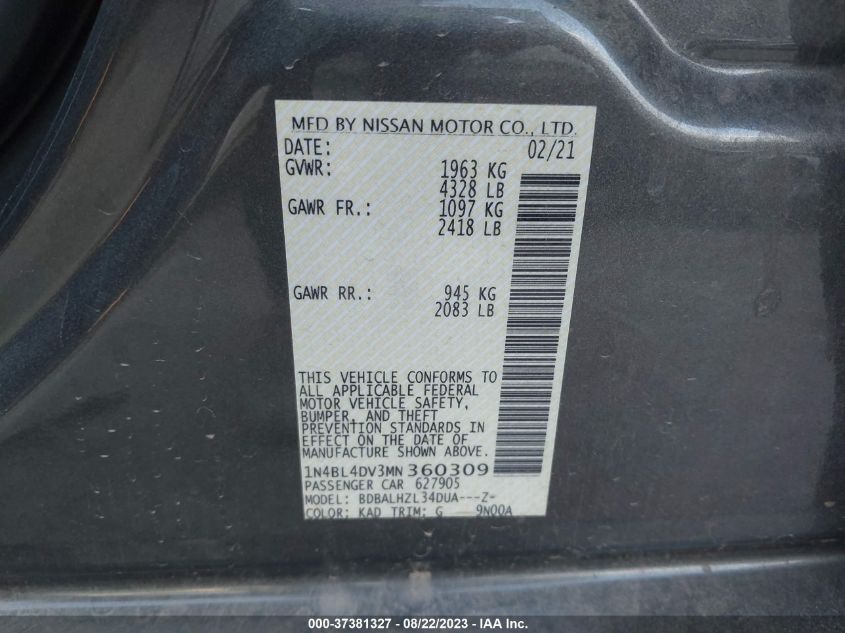 MFD BY NISSAN MOTOR CO., LTD.
DATE: 02/21
GVWR: 1963 KG
4328 LB
GAWR FR.: 1097 KG
2418 LB
GAWR RR.: 945 KG
2083 LB
THIS VEHICLE CONFORMS TO
ALL APPLICABLE FEDERAL
MOTOR VEHICLE SAFETY,
BUMPER, AND THEFT
PREVENTION STANDARDS IN
EFFECT ON THE DATE OF
MANUFACTURE SHOWN ABOVE.
1N4BL4DV3MN360309
PASSENGER CAR 627905
MODEL: BDBALHZL34DUA---Z-
COLOR: KAD TRIM: G 9N00A
000-37381327 - 08/22/2023 - IAA Inc.